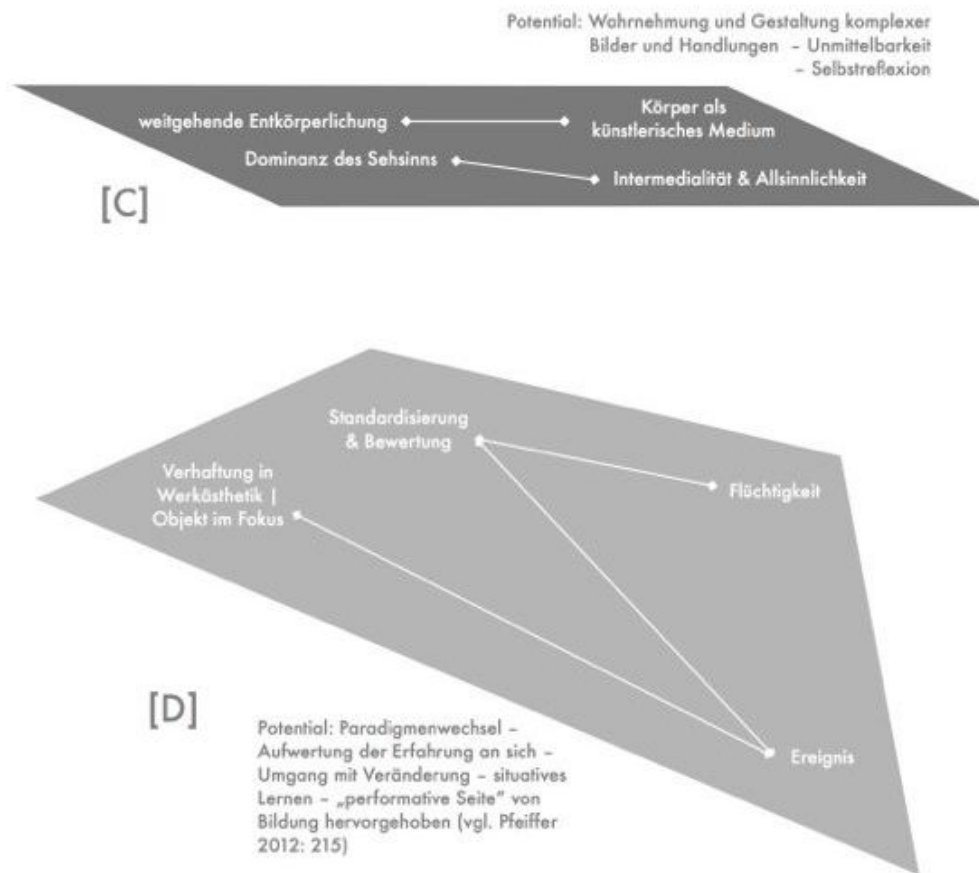 Potential: Wahrnehmung und Gestaltung komplexer
Bilder und Handlungen – Unmittelbarkeit
– Selbstreflexion
weitgehende Entkörperlichung
Körper als
künstlerisches Medium
Dominanz des Sehsinns
Intermedialität & Allsinnlichkeit
[C]
Standardisierung
& Bewertung
Verhaftung in
Werkästhetik |
Objekt im Fokus
Flüchtigkeit
[D]
Potential: Paradigmenwechsel –
Aufwertung der Erfahrung an sich –
Umgang mit Veränderung – situatives
Lernen – „performative Seite“ von
Bildung hervorgehoben (vgl. Pfeiffer
2012: 215)
Ereignis